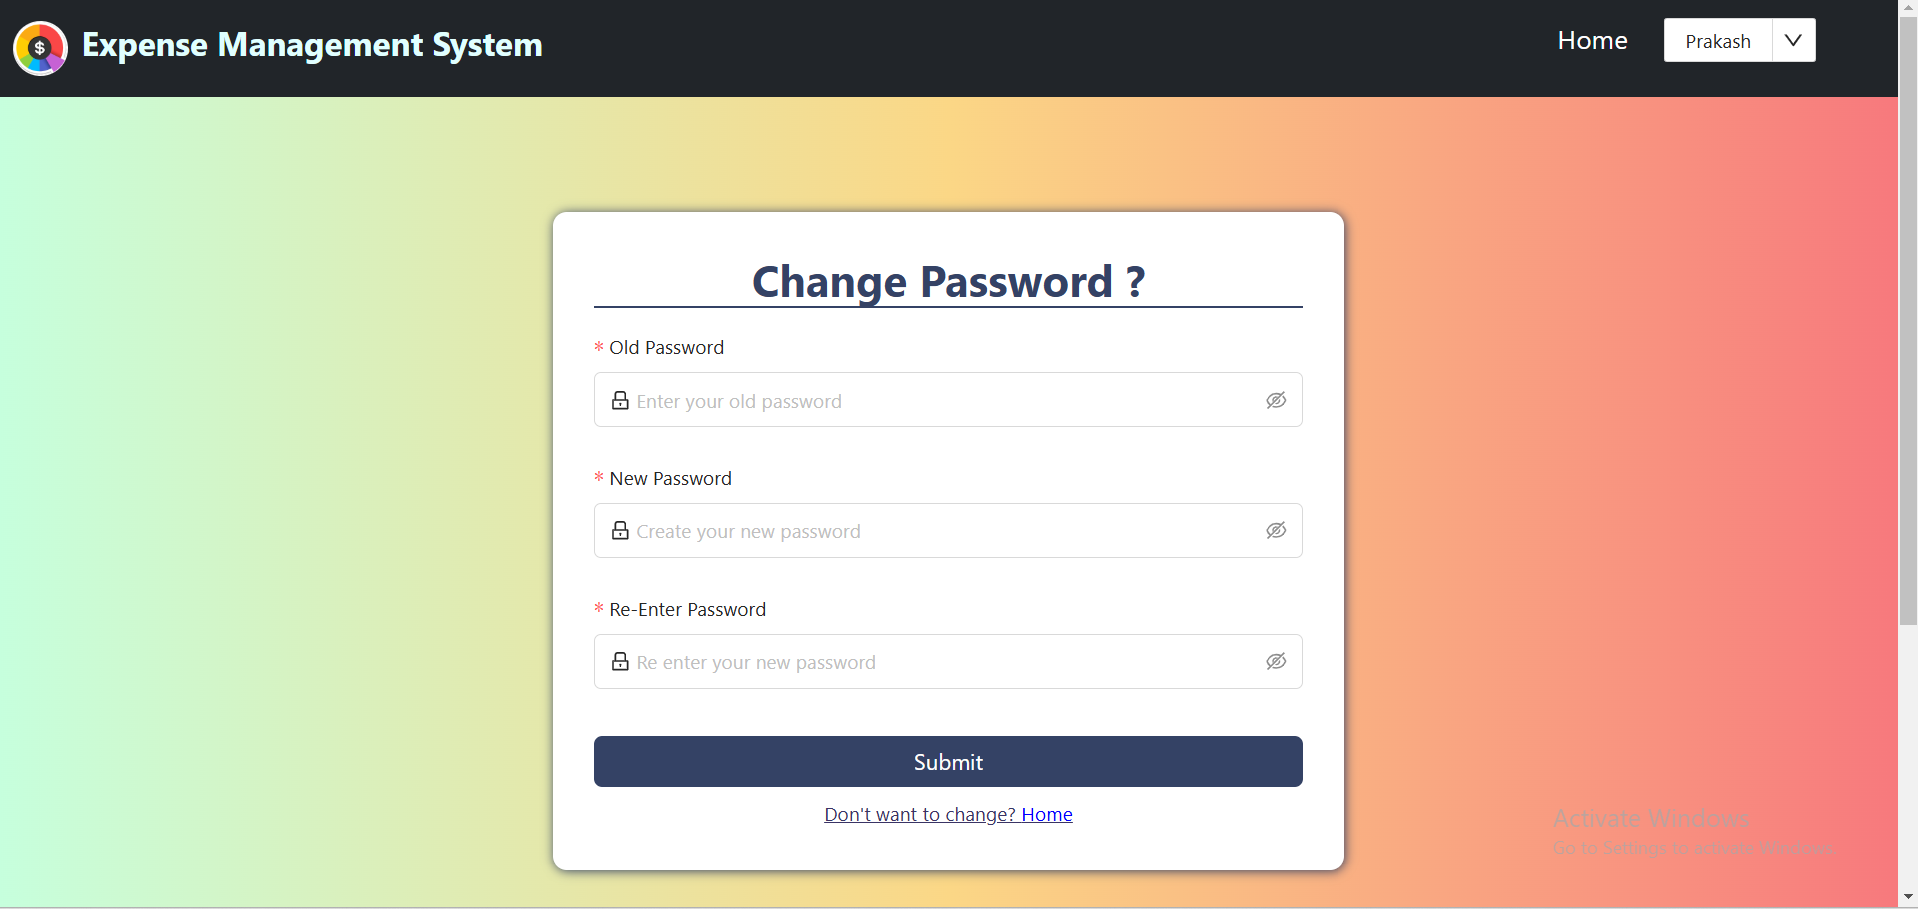 $ Expense Management System
Home
Prakash
Change Password ?
* Old Password
Enter your old password
* New Password
Create your new password
* Re-Enter Password
Re enter your new password
Submit
Don't want to change? Home
Activate Windows
Go to Settings to activate Windows.